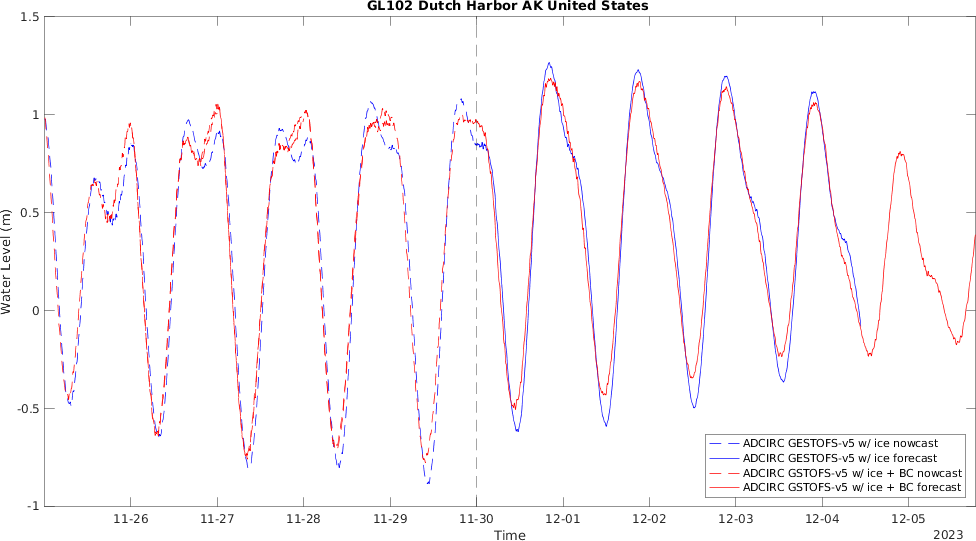 GL102 Dutch Harbor AK United States
1.5
1
0.5
0
-0.5
-1
Water Level (m)
11-26 11-27 11-28 11-29 11-30 12-01 12-02 12-03 12-04 12-05
Time
2023
ADCIRC GESTOFS-v5 w/ ice nowcast
ADCIRC GESTOFS-v5 w/ ice forecast
ADCIRC GSTOFS-v5 w/ ice + BC nowcast
ADCIRC GSTOFS-v5 w/ ice + BC forecast